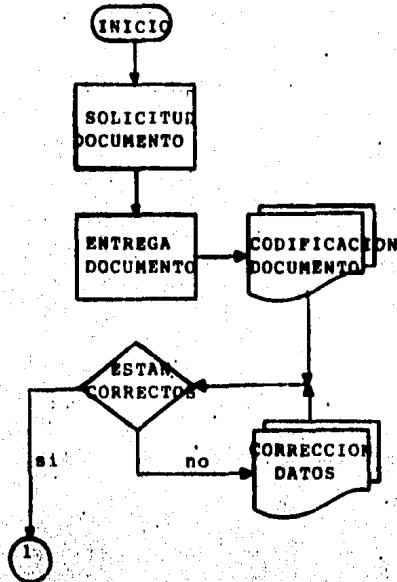 INICIO
SOLICITUD
DOCUMENTO
ENTREGA
DOCUMENTO
CODIFICACION
DOCUMENTO
ESTAN
CORRECTOS
si
no
CORRECCION
DATOS
1